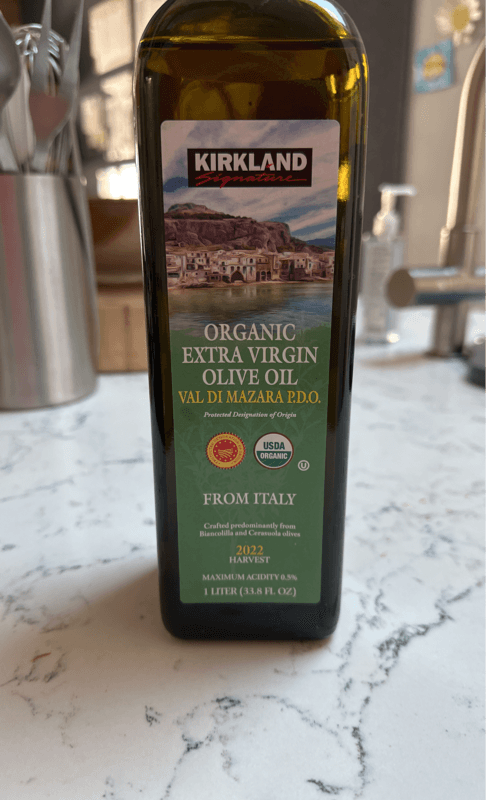 KIRKLAND
Signature
ORGANIC
EXTRA VIRGIN
OLIVE OIL
VAL DI MAZARA P.D.O.
Protected Designation of Origin
USDA
ORGANIC
U
FROM ITALY
Crafted predominantly from
Biancolilla and Cerasuola olives
2022
HARVEST
MAXIMUM ACIDITY 0.5%
1 LITER (33.8 FL OZ)